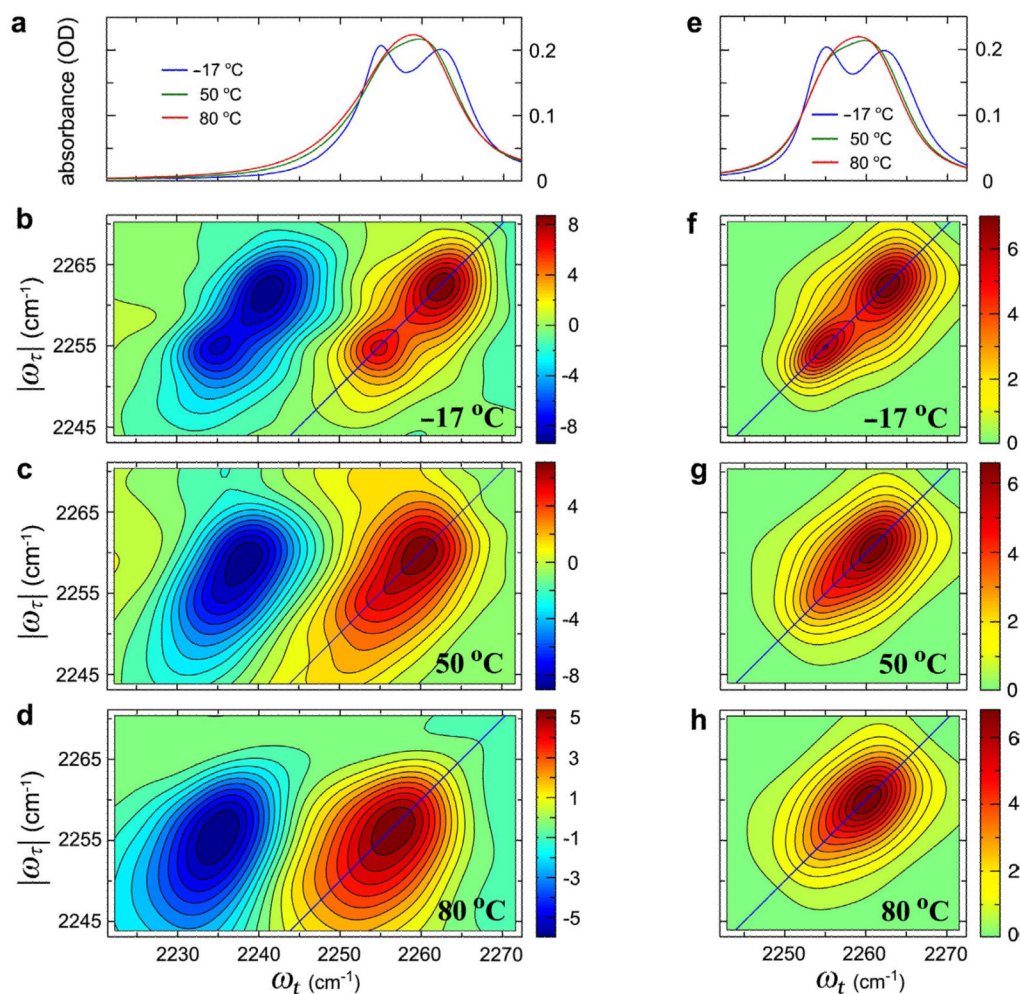 a
absorbance (OD)
−17 °C
50 °C
80 °C
0.2
0.1
0
e
−17 °C
50 °C
80 °C
0.2
0.1
0
b
|ωτ| (cm-1)
2265
2255
2245
−17 °C
8
4
0
-4
-8
f
−17 °C
6
4
2
0
c
|ωτ| (cm-1)
2265
2255
2245
50 °C
4
0
-4
-8
g
50 °C
6
4
2
0
d
|ωτ| (cm-1)
2265
2255
2245
80 °C
5
3
1
-1
-3
-5
2230 2240 2250 2260 2270
ωt (cm-1)
h
80 °C
6
4
2
0
2250 2260 2270
ωt (cm-1)